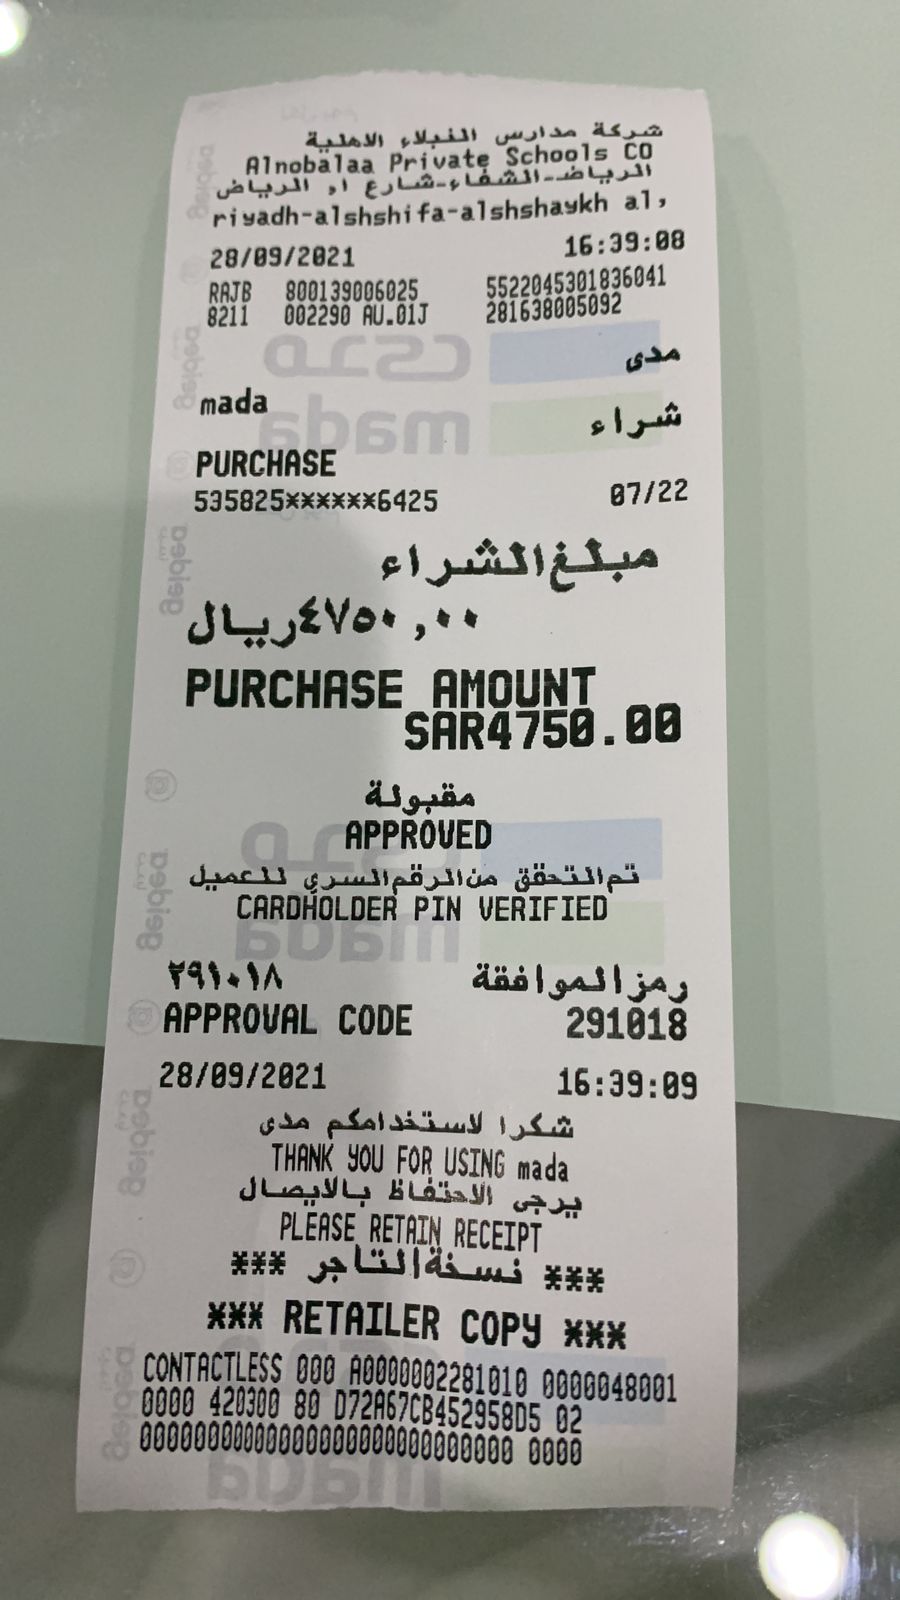 شركة مدارس النبلاء الاهلية
Alnobalaa Private Schools CO
الرياض-الشفاء-شارع ا, الرياض
riyadh-alshshifa-alshshaykh al,
28/09/2021 16:39:08
RAJB 800139006025 5522045301836041
8211 002290 AU.01J 281638005092
مدى
mada
شراء
PURCHASE
535825******6425 07/22
مبلغ الشراء
٤٧٥٠,٠٠ريال
PURCHASE AMOUNT
SAR4750.00
مقبولة
APPROVED
تم التحقق من الرقم السري للعميل
CARDHOLDER PIN VERIFIED
رمز الموافقة ٢٩١٠١٨
APPROVAL CODE 291018
28/09/2021 16:39:09
شكرا لاستخدامكم مدى
THANK YOU FOR USING mada
يرجى الاحتفاظ بالايصال
PLEASE RETAIN RECEIPT
*** نسخة التاجر ***
*** RETAILER COPY ***
CONTACTLESS 000 A0000002281010 0000048001
0000 420300 80 D72A67CB452958D5 02